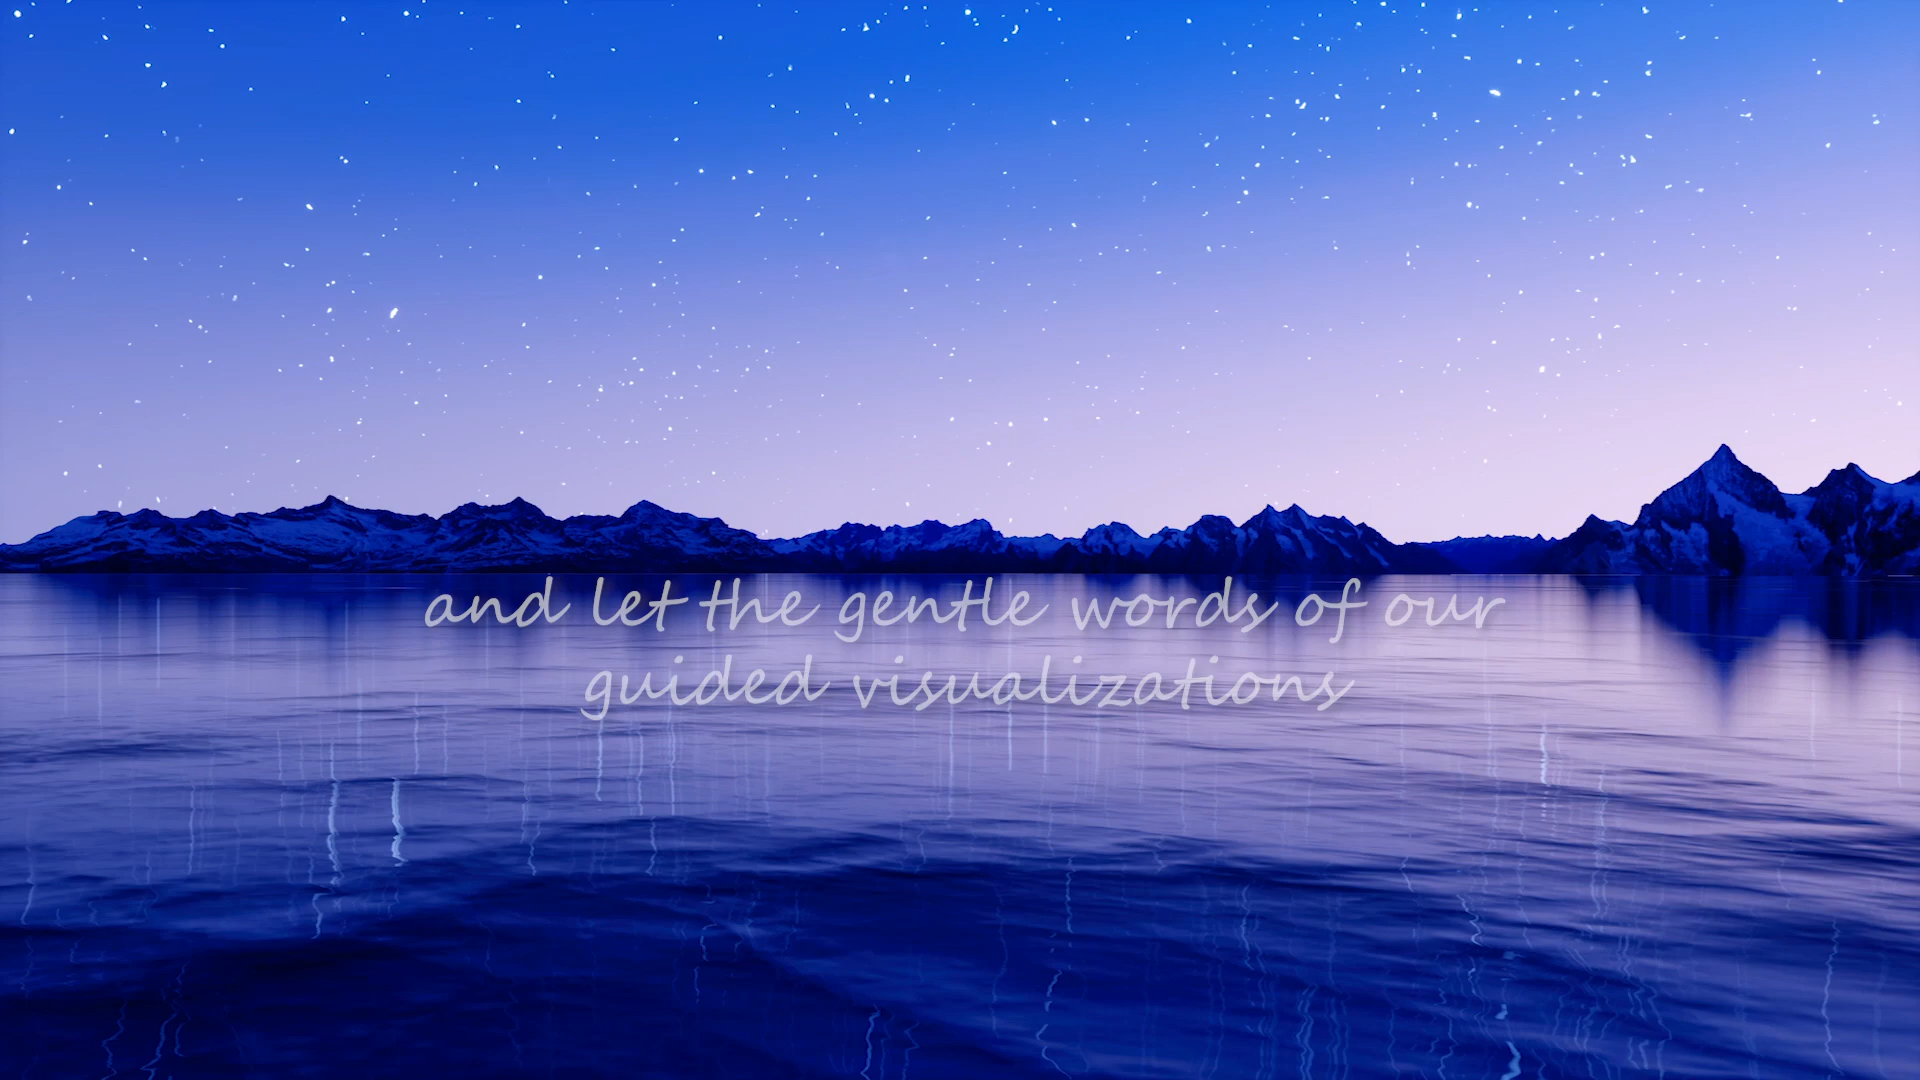 and let the gentle words of our
guided visualizations